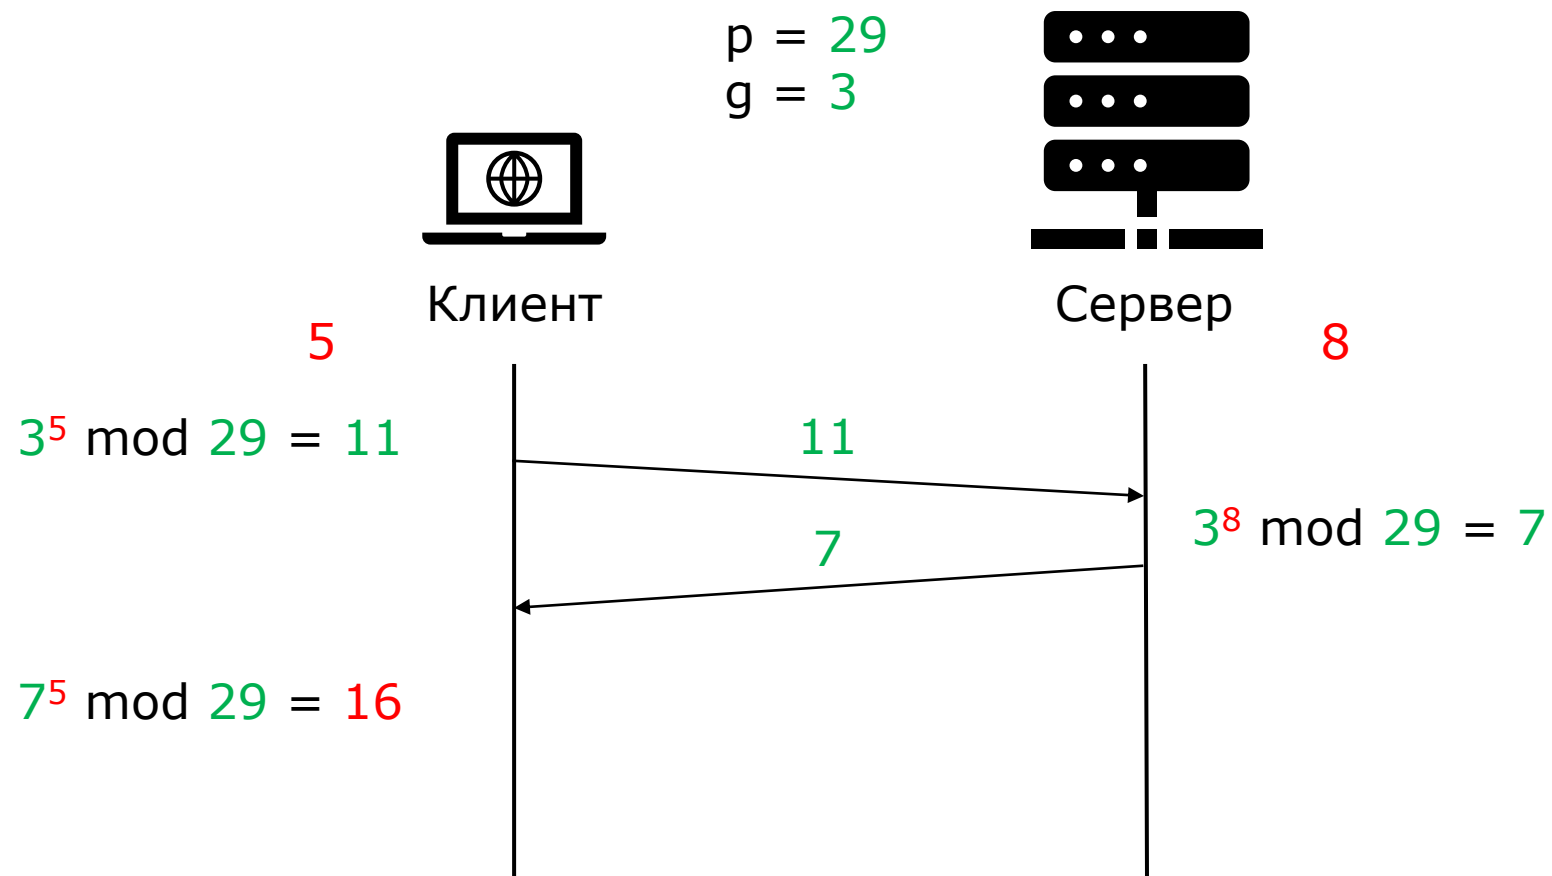 p = 29
g = 3
Клиент
Сервер
5
8
3⁵ mod 29 = 11
11
3⁸ mod 29 = 7
7
7⁵ mod 29 = 16